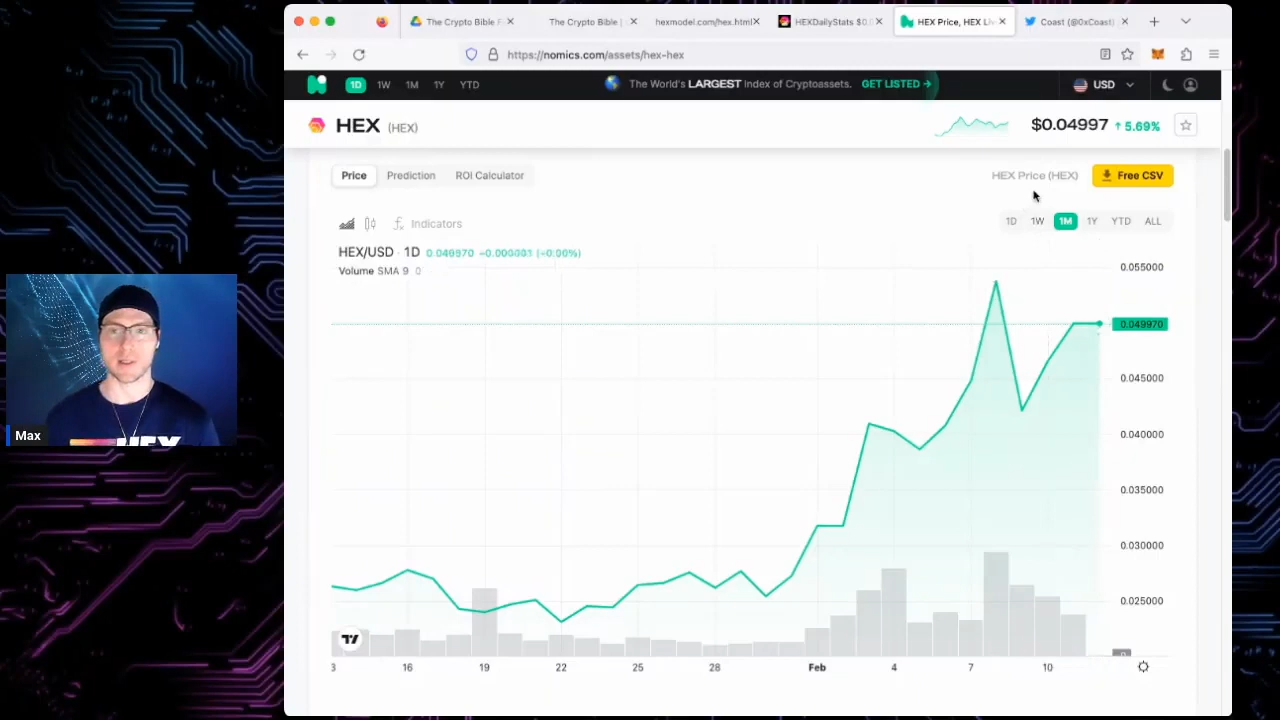 The Crypto Bible F
The Crypto Bible |
hexmodel.com/hex.html
HEXDailyStats $0.
HEX Price, HEX Liv
Coast (@0xCoast)
https://nomics.com/assets/hex-hex
1D 1W 1M 1Y YTD
The World's LARGEST Index of Cryptoassets. GET LISTED →
USD
HEX (HEX)
$0.04997 ↑ 5.69%
Price Prediction ROI Calculator
HEX Price (HEX) Free CSV
Indicators
1D 1W 1M 1Y YTD ALL
HEX/USD · 1D 0.049970 −0.000001 (−0.00%)
Volume SMA 9 0
0.055000
0.049970
0.045000
0.040000
0.035000
0.030000
0.025000
0
3 16 19 22 25 28 Feb 4 7 10
Max
HEX